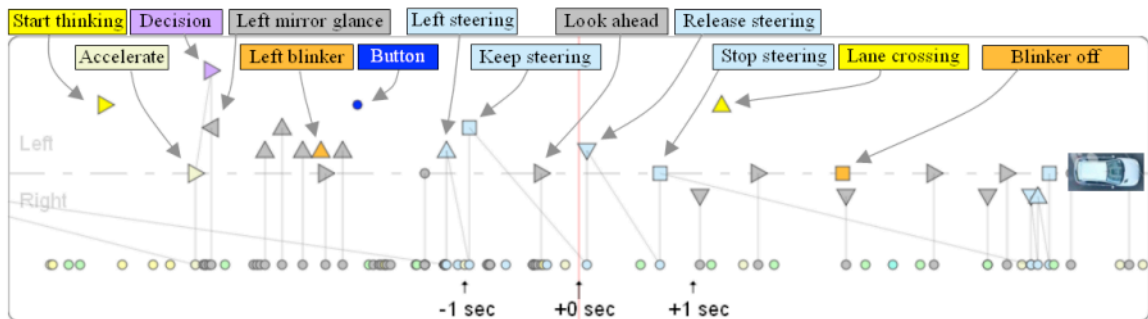 Start thinking
Decision
Left mirror glance
Left steering
Look ahead
Release steering
Accelerate
Left blinker
Button
Keep steering
Stop steering
Lane crossing
Blinker off
Left
Right
-1 sec
+0 sec
+1 sec